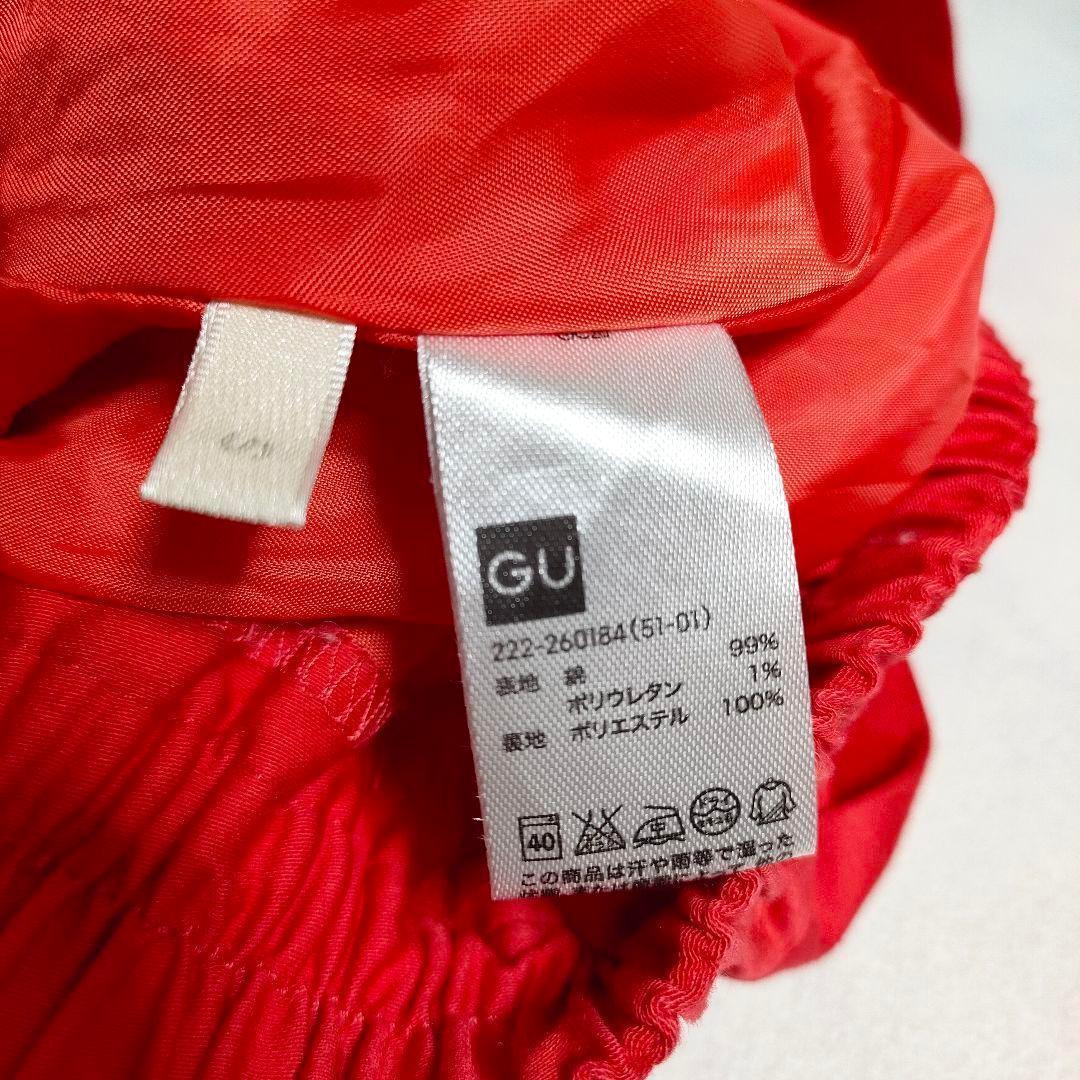 GU
222-260184(51-01)
表地 綿 99%
ポリウレタン 1%
裏地 ポリエステル 100%
40
この商品は汗や雨等で湿った